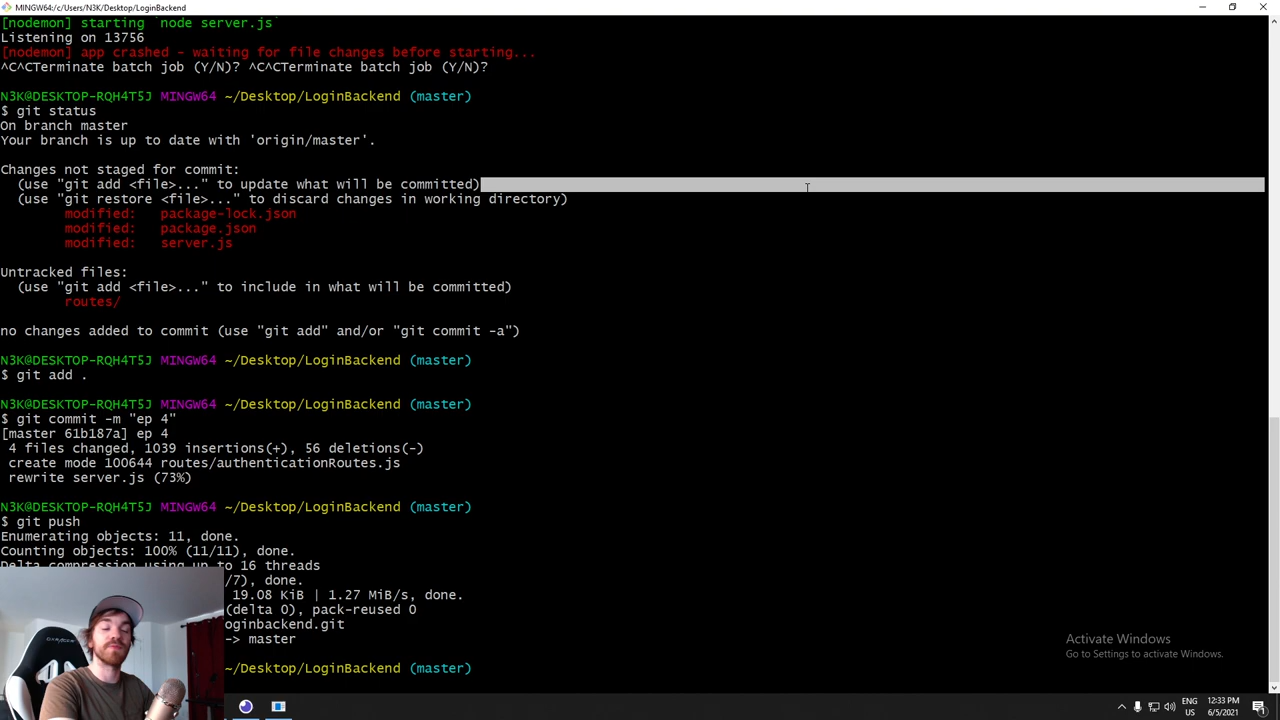 MINGW64:/c/Users/N3K/Desktop/LoginBackend
[nodemon] starting `node server.js`
Listening on 13756
[nodemon] app crashed - waiting for file changes before starting...
^C^CTerminate batch job (Y/N)? ^C^CTerminate batch job (Y/N)?
N3K@DESKTOP-RQH4T5J MINGW64 ~/Desktop/LoginBackend (master)
$ git status
On branch master
Your branch is up to date with 'origin/master'.
Changes not staged for commit:
(use "git add <file>..." to update what will be committed)
(use "git restore <file>..." to discard changes in working directory)
modified: package-lock.json
modified: package.json
modified: server.js
Untracked files:
(use "git add <file>..." to include in what will be committed)
routes/
no changes added to commit (use "git add" and/or "git commit -a")
N3K@DESKTOP-RQH4T5J MINGW64 ~/Desktop/LoginBackend (master)
$ git add .
N3K@DESKTOP-RQH4T5J MINGW64 ~/Desktop/LoginBackend (master)
$ git commit -m "ep 4"
[master 61b187a] ep 4
4 files changed, 1039 insertions(+), 56 deletions(-)
create mode 100644 routes/authenticationRoutes.js
rewrite server.js (73%)
N3K@DESKTOP-RQH4T5J MINGW64 ~/Desktop/LoginBackend (master)
$ git push
Enumerating objects: 11, done.
Counting objects: 100% (11/11), done.
Delta compression using up to 16 threads
/7), done.
19.08 KiB | 1.27 MiB/s, done.
(delta 0), pack-reused 0
oginbackend.git
-> master
~/Desktop/LoginBackend (master)
Activate Windows
Go to Settings to activate Windows.
ENG
US
12:33 PM
6/5/2021
1